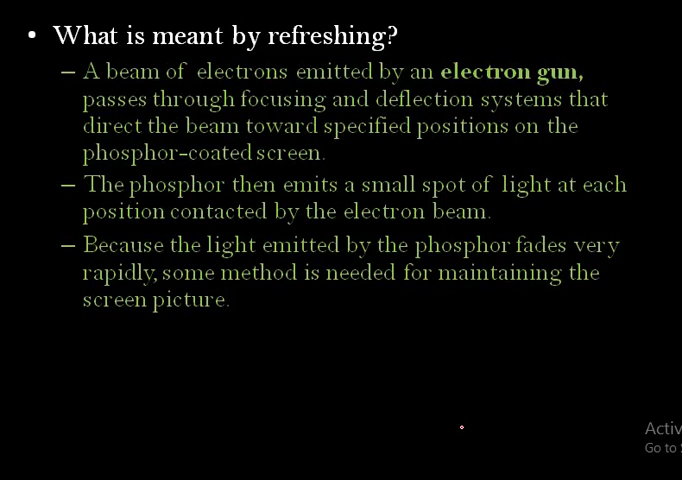 • What is meant by refreshing?
– A beam of electrons emitted by an electron gun,
passes through focusing and deflection systems that
direct the beam toward specified positions on the
phosphor-coated screen.
– The phosphor then emits a small spot of light at each
position contacted by the electron beam.
– Because the light emitted by the phosphor fades very
rapidly, some method is needed for maintaining the
screen picture.
Activ
Go to